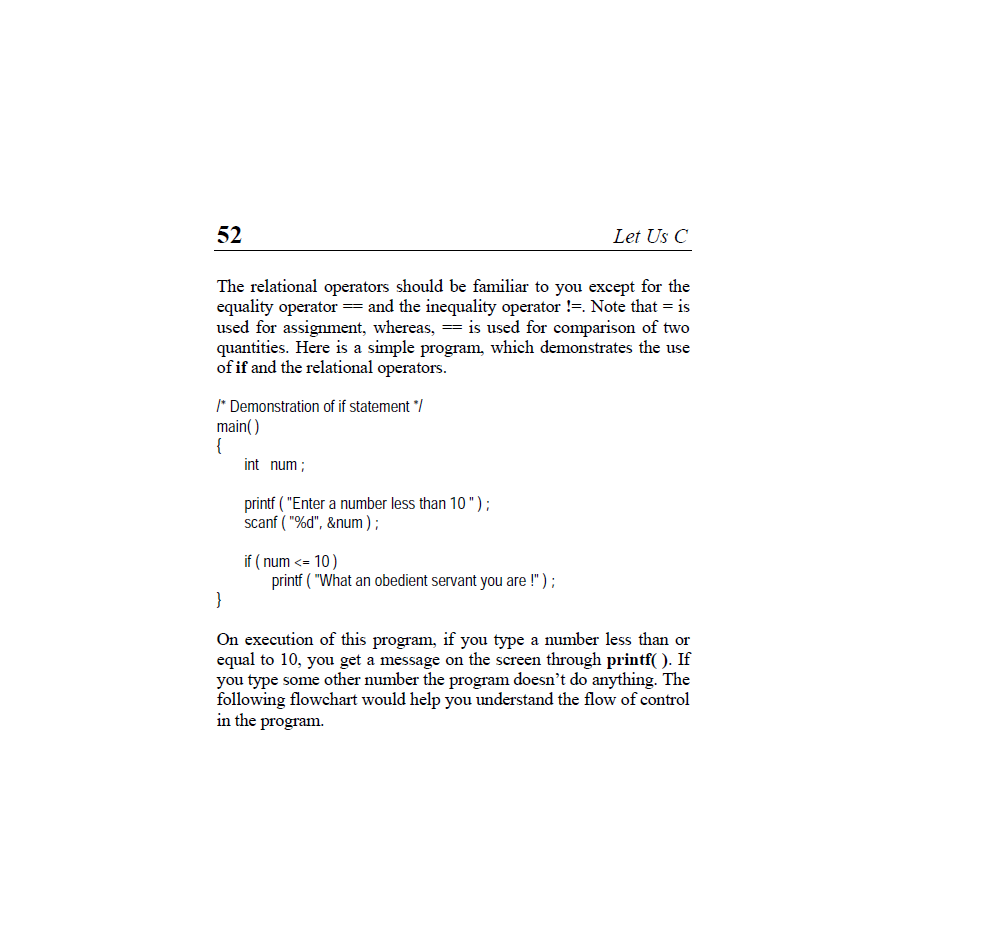 52 Let Us C
The relational operators should be familiar to you except for the
equality operator == and the inequality operator !=. Note that = is
used for assignment, whereas, == is used for comparison of two
quantities. Here is a simple program, which demonstrates the use
of if and the relational operators.
/* Demonstration of if statement */
main( )
{
int num ;
printf ( "Enter a number less than 10 " ) ;
scanf ( "%d", &num ) ;
if ( num <= 10 )
printf ( "What an obedient servant you are !" ) ;
}
On execution of this program, if you type a number less than or
equal to 10, you get a message on the screen through printf( ). If
you type some other number the program doesn’t do anything. The
following flowchart would help you understand the flow of control
in the program.